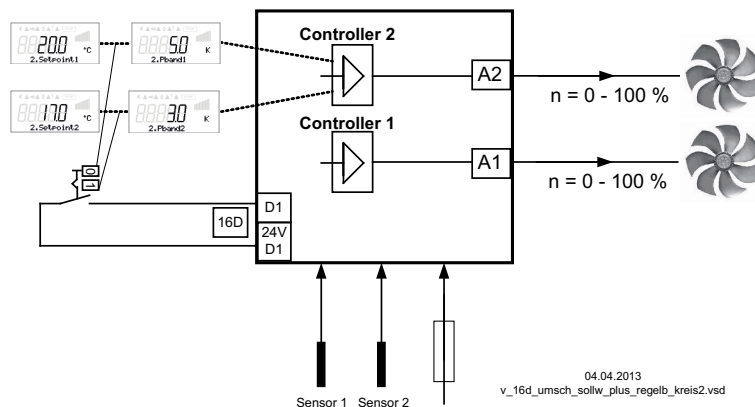 Controller 2
20.0 °C
2.Setpoint1
5.0 K
2.Pband1
A2
n = 0 - 100 %
17.0 °C
2.Setpoint2
3.0 K
2.Pband2
Controller 1
A1
n = 0 - 100 %
0
1
16D
D1
24V
D1
Sensor 1
Sensor 2
04.04.2013
v_16d_umsch_sollw_plus_regelb_kreis2.vsd